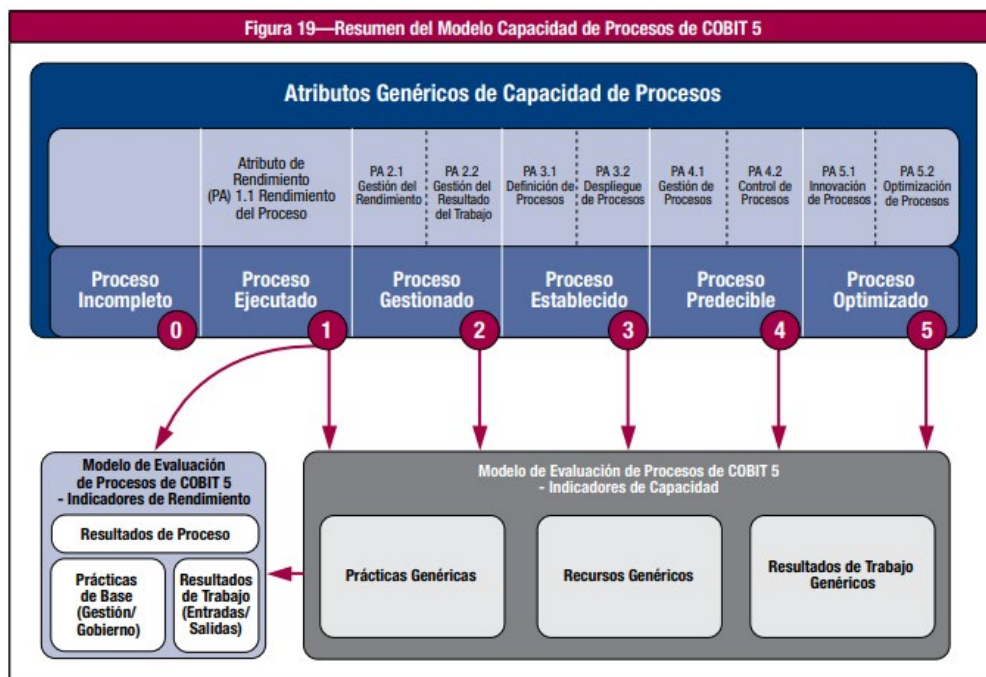 Figura 19—Resumen del Modelo Capacidad de Procesos de COBIT 5
Atributos Genéricos de Capacidad de Procesos
Atributo de
Rendimiento
(PA) 1.1 Rendimiento
del Proceso
PA 2.1
Gestión del
Rendimiento
PA 2.2
Gestión del
Resultado
del Trabajo
PA 3.1
Definición de
Procesos
PA 3.2
Despliegue
de Procesos
PA 4.1
Gestión de
Procesos
PA 4.2
Control de
Procesos
PA 5.1
Innovación
de Procesos
PA 5.2
Optimización
de Procesos
Proceso
Incompleto
0
Proceso
Ejecutado
1
Proceso
Gestionado
2
Proceso
Establecido
3
Proceso
Predecible
4
Proceso
Optimizado
5
Modelo de Evaluación
de Procesos de COBIT 5
- Indicadores de Rendimiento
Resultados de Proceso
Prácticas
de Base
(Gestión/
Gobierno)
Resultados
de Trabajo
(Entradas/
Salidas)
Modelo de Evaluación de Procesos de COBIT 5
- Indicadores de Capacidad
Prácticas Genéricas
Recursos Genéricos
Resultados de Trabajo
Genéricos